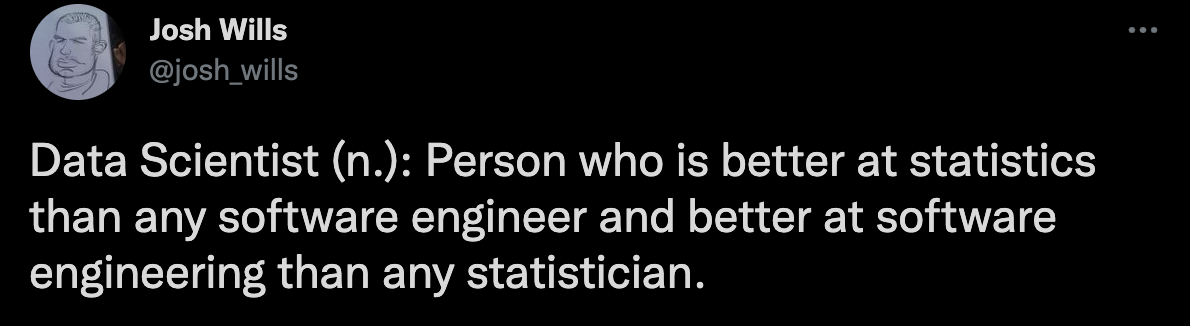 Josh Wills
@josh_wills
Data Scientist (n.): Person who is better at statistics
than any software engineer and better at software
engineering than any statistician.